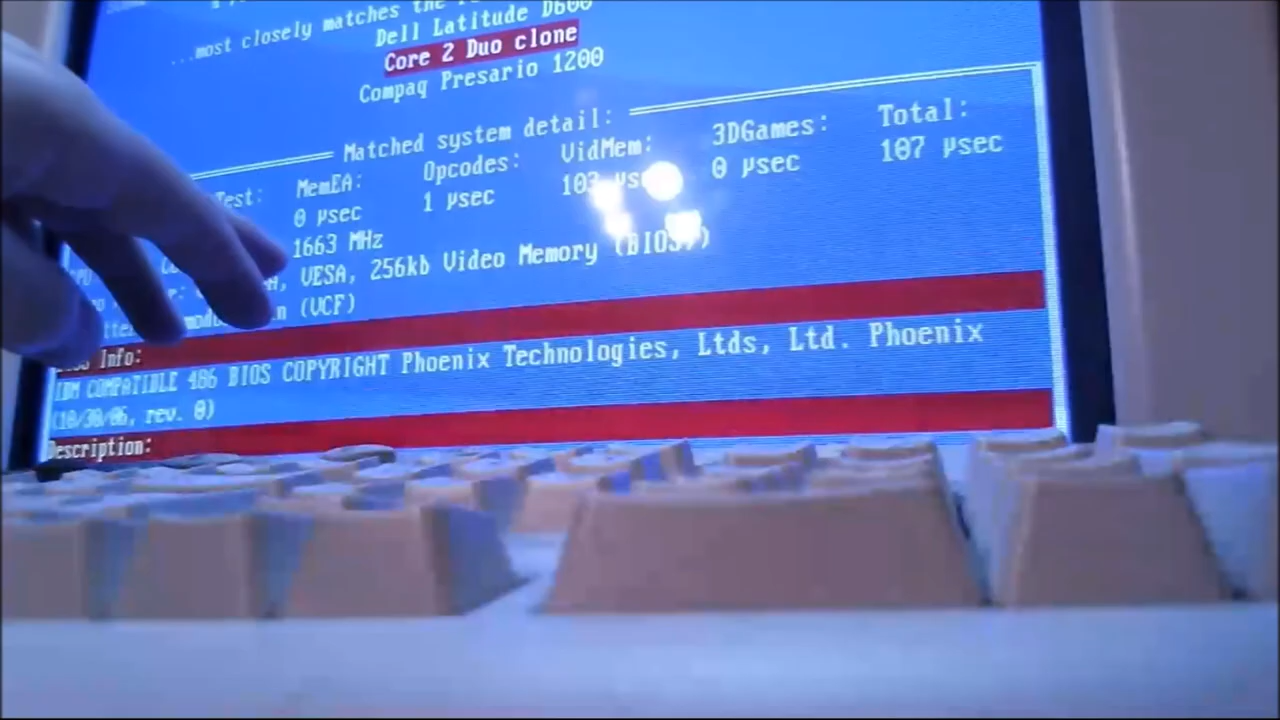 ...most closely matches the
Dell Latitude D600
Core 2 Duo clone
Compaq Presario 1200
Matched system detail:
Test: MemEA: Opcodes: VidMem: 3DGames: Total:
0 µsec 1 µsec 0 µsec 107 µsec
1663 MHz
VESA, 256kb Video Memory (BIOS?)
(VCF)
Info:
IBM COMPATIBLE 486 BIOS COPYRIGHT Phoenix Technologies, Ltds, Ltd. Phoenix
(10/30/06, rev. 0)
Description: